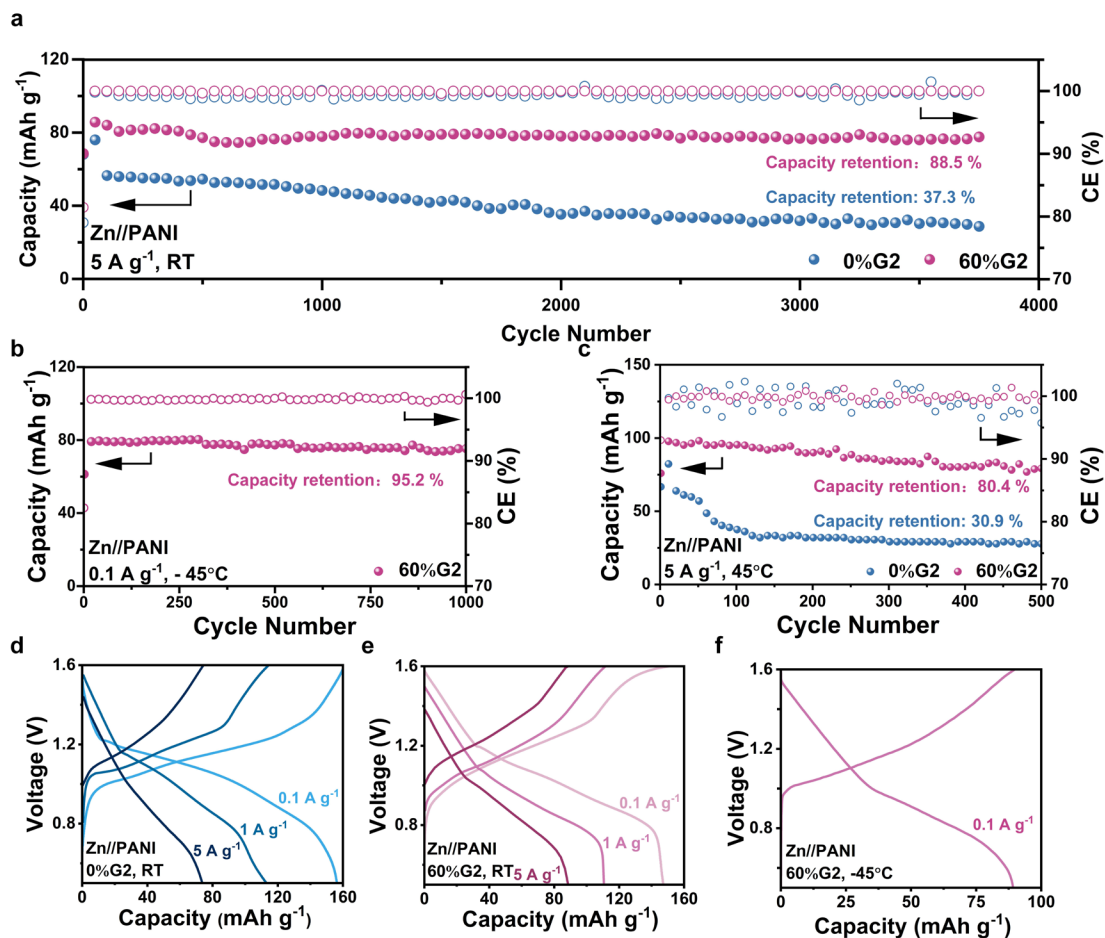 a
120
80
40
0
Capacity (mAh g⁻¹)
100
90
80
70
CE (%)
Capacity retention: 88.5 %
Capacity retention: 37.3 %
Zn//PANI
5 A g⁻¹, RT
0%G2 60%G2
0 1000 2000 3000 4000
Cycle Number
b
120
80
40
0
Capacity (mAh g⁻¹)
100
90
80
70
CE (%)
Capacity retention: 95.2 %
Zn//PANI
0.1 A g⁻¹, - 45°C
60%G2
0 250 500 750 1000
Cycle Number
c
150
100
50
0
Capacity (mAh g⁻¹)
100
90
80
70
CE (%)
Capacity retention: 80.4 %
Capacity retention: 30.9 %
Zn//PANI
5 A g⁻¹, 45°C
0%G2 60%G2
0 100 200 300 400 500
Cycle Number
d
1.6
1.2
0.8
Voltage (V)
0.1 A g⁻¹
1 A g⁻¹
5 A g⁻¹
Zn//PANI
0%G2, RT
0 40 80 120 160
Capacity (mAh g⁻¹)
e
1.6
1.2
0.8
Voltage (V)
0.1 A g⁻¹
1 A g⁻¹
Zn//PANI
60%G2, RT
5 A g⁻¹
0 40 80 120 160
Capacity (mAh g⁻¹)
f
1.6
1.2
0.8
Voltage (V)
0.1 A g⁻¹
Zn//PANI
60%G2, -45°C
0 25 50 75 100
Capacity (mAh g⁻¹)